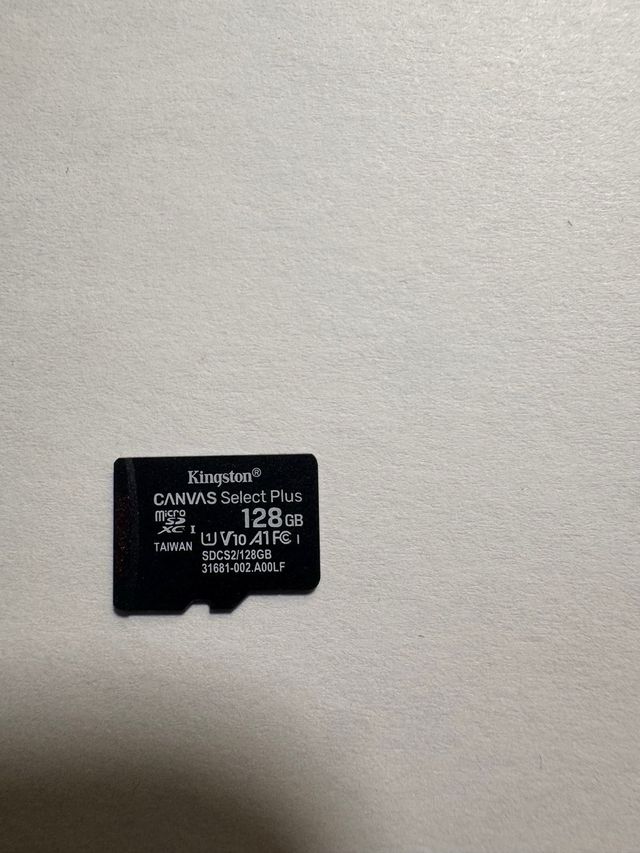 Kingston®
CANVAS Select Plus
micro SD XC I 128GB
TAIWAN U1 V10 A1 FC I
SDCS2/128GB
31681-002.A00LF